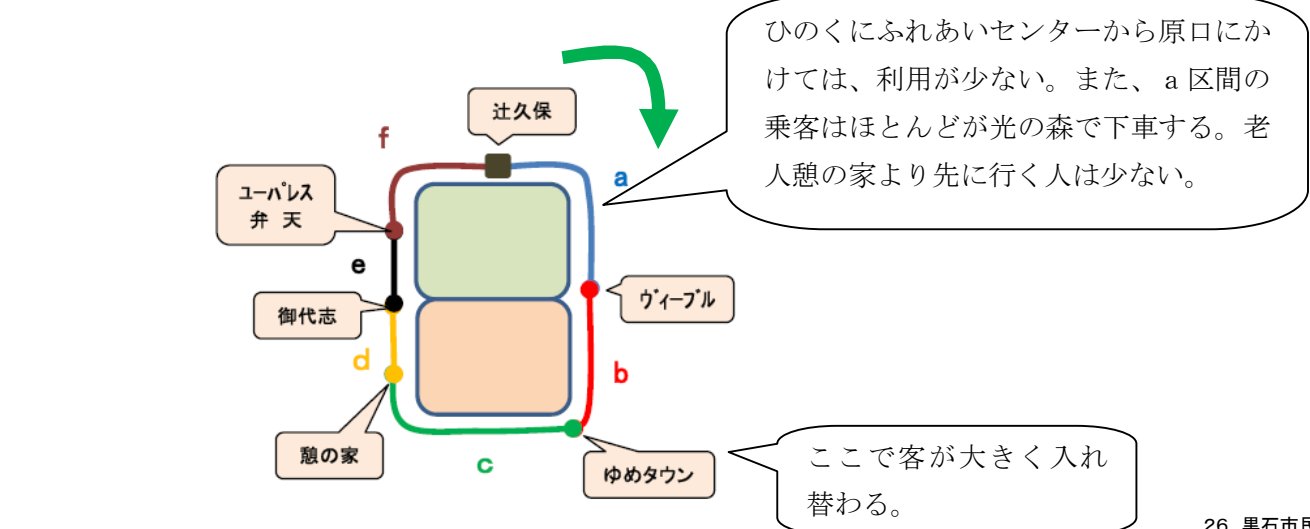 ひのくにふれあいセンターから原口にか
けては、利用が少ない。また、a 区間の
乗客はほとんどが光の森で下車する。老
人憩の家より先に行く人は少ない。
辻久保
f
a
ユーパレス
弁 天
e
ヴィーブル
御代志
d
b
憩の家
c
ゆめタウン
ここで客が大きく入れ
替わる。